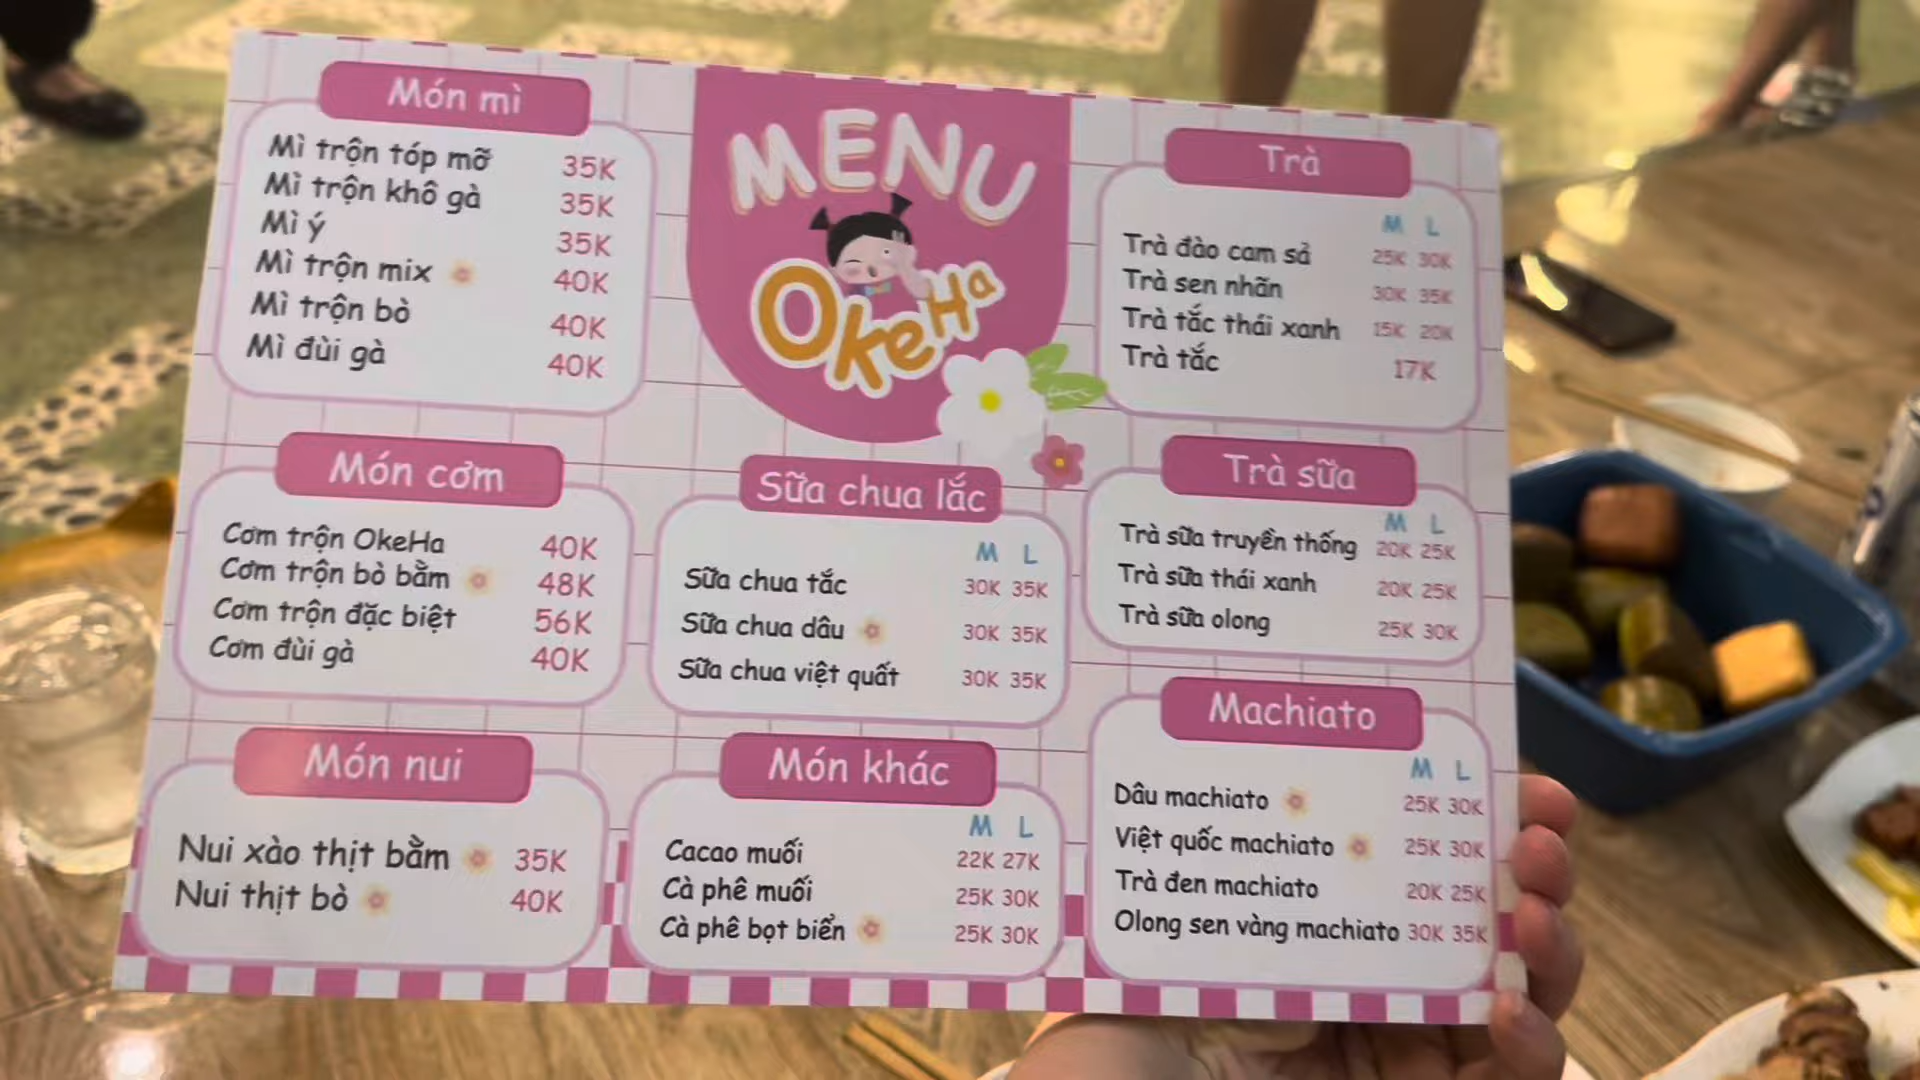 MENU
OkeHa
Món mì
Mì trộn tóp mỡ 35K
Mì trộn khô gà 35K
Mì ý 35K
Mì trộn mix 40K
Mì trộn bò 40K
Mì đùi gà 40K
Món cơm
Cơm trộn OkeHa 40K
Cơm trộn bò bằm 48K
Cơm trộn đặc biệt 56K
Cơm đùi gà 40K
Món nui
Nui xào thịt bằm 35K
Nui thịt bò 40K
Sữa chua lắc
M L
Sữa chua tắc 30K 35K
Sữa chua dâu 30K 35K
Sữa chua việt quất 30K 35K
Món khác
M L
Cacao muối 22K 27K
Cà phê muối 25K 30K
Cà phê bọt biển 25K 30K
Trà
M L
Trà đào cam sả 25K 30K
Trà sen nhãn 30K 35K
Trà tắc thái xanh 15K 20K
Trà tắc 17K
Trà sữa
M L
Trà sữa truyền thống 20K 25K
Trà sữa thái xanh 20K 25K
Trà sữa olong 25K 30K
Machiato
M L
Dâu machiato 25K 30K
Việt quốc machiato 25K 30K
Trà đen machiato 20K 25K
Olong sen vàng machiato 30K 35K